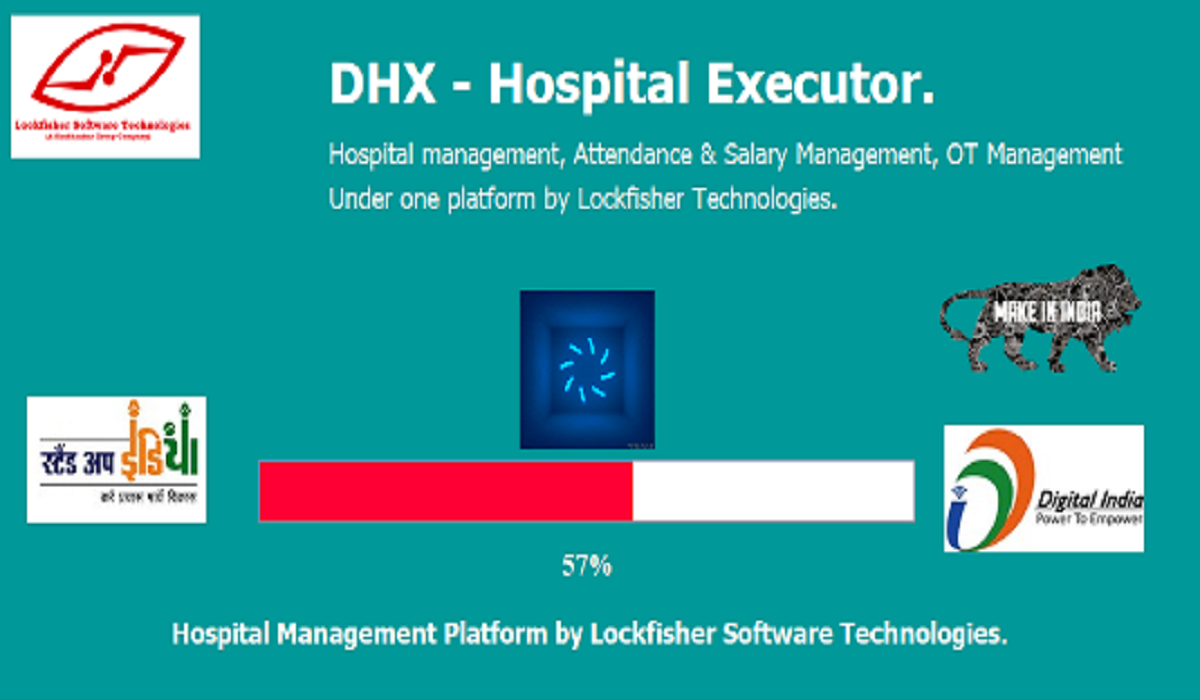 Lockfisher Software Technologies
DHX - Hospital Executor.
Hospital management, Attendance & Salary Management, OT Management
Under one platform by Lockfisher Technologies.
MAKE IN INDIA
स्टैंड अप इंडिया
Digital India
Power To Empower
57%
Hospital Management Platform by Lockfisher Software Technologies.